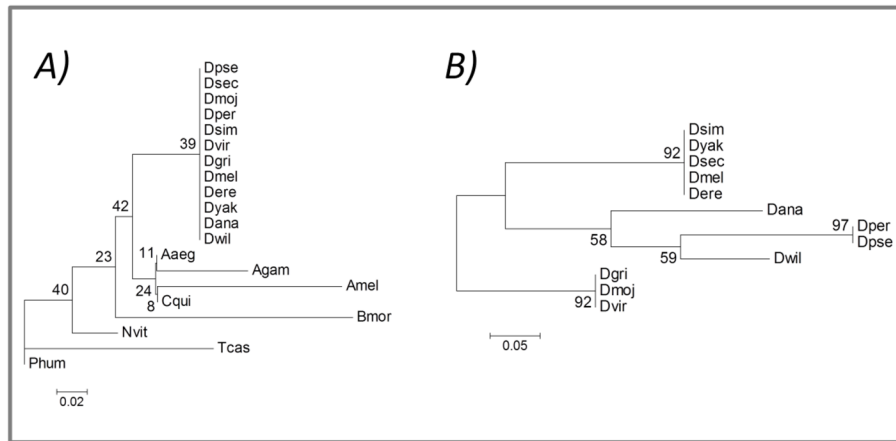 A)
Dpse
Dsec
Dmoj
Dper
Dsim
Dvir
39
Dgri
Dmel
Dere
Dyak
Dana
Dwil
42
11
Aaeg
23
Agam
24
Amel
40
8
Cqui
Bmor
Nvit
Tcas
Phum
0.02
B)
Dsim
Dyak
92
Dsec
Dmel
Dere
Dana
97
Dper
Dpse
58
59
Dwil
Dgri
Dmoj
92
Dvir
0.05